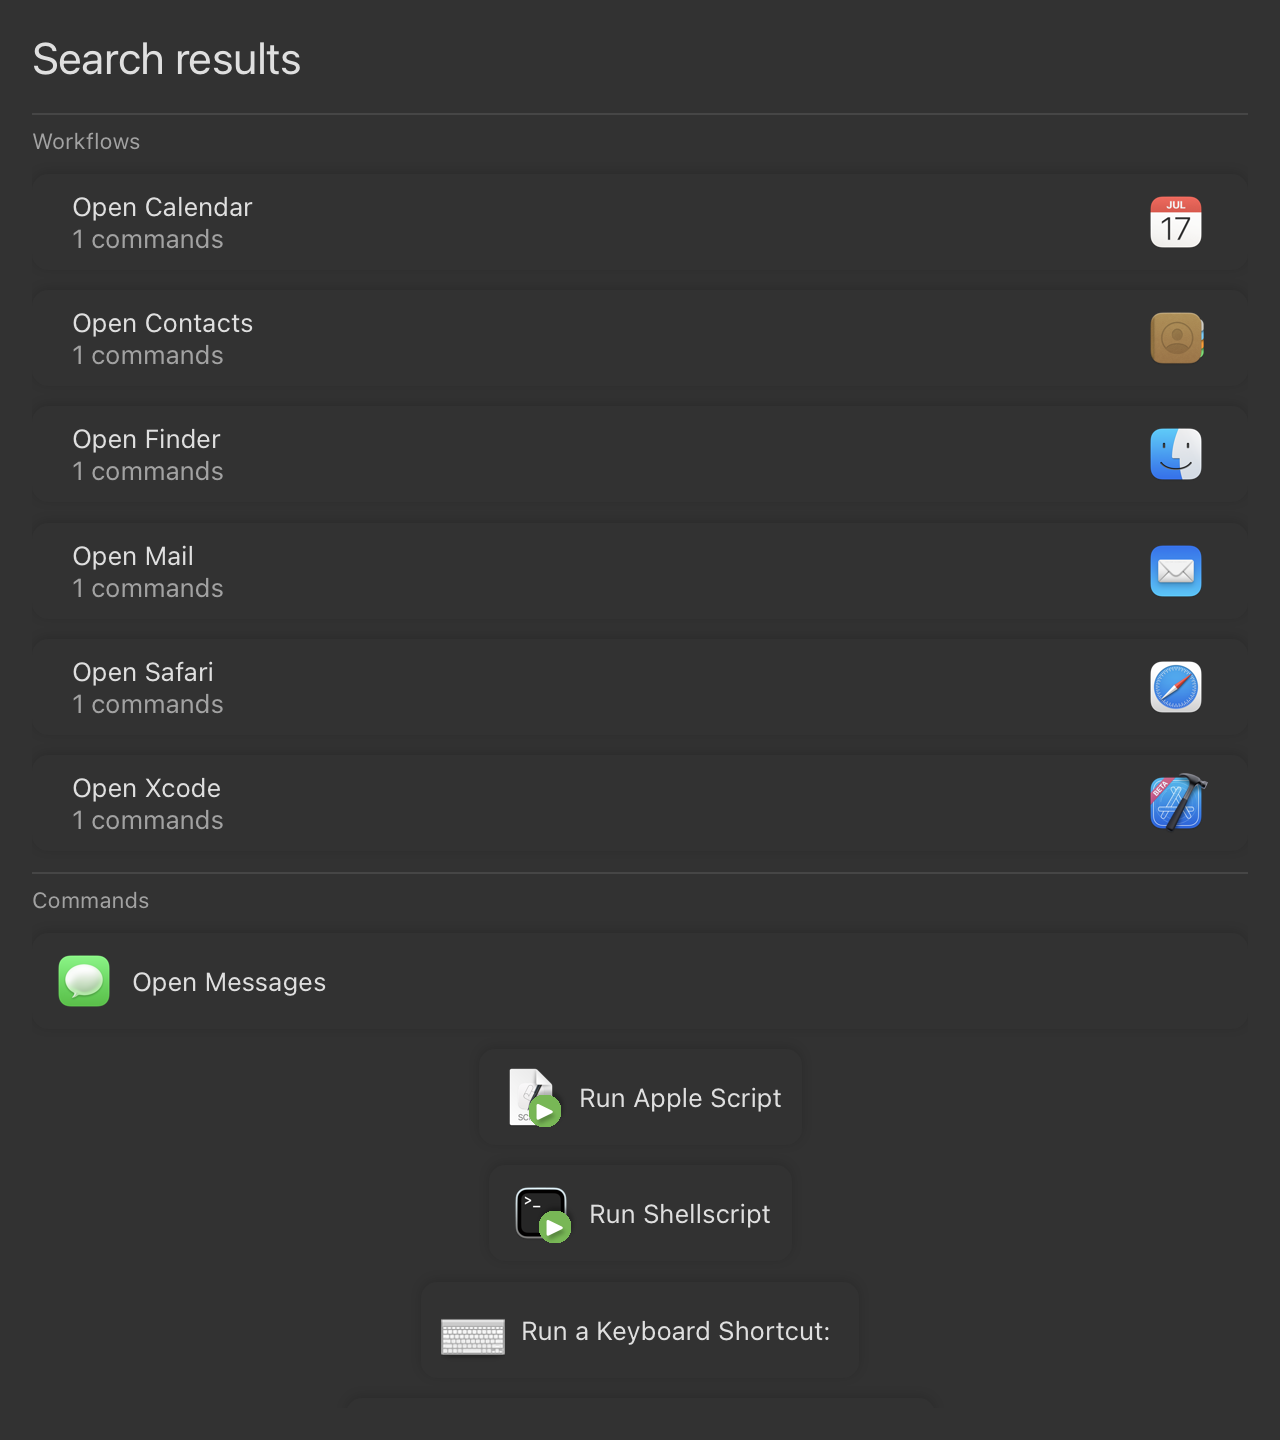 Search results
Workflows
Open Calendar
1 commands
JUL
17
Open Contacts
1 commands
Open Finder
1 commands
Open Mail
1 commands
Open Safari
1 commands
Open Xcode
1 commands
BETA
Commands
Open Messages
SC
Run Apple Script
>_
Run Shellscript
Run a Keyboard Shortcut: